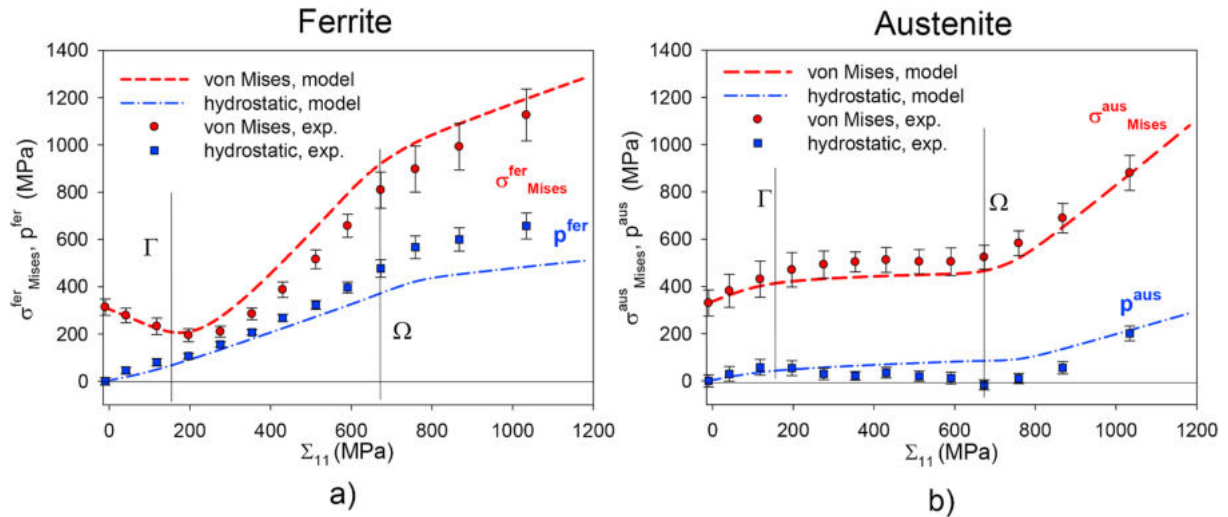 Ferrite
1400
1200
1000
800
600
400
200
0
σ^fer_Mises, p^fer (MPa)
von Mises, model
hydrostatic, model
von Mises, exp.
hydrostatic, exp.
Γ
Ω
σ^fer_Mises
p^fer
0 200 400 600 800 1000 1200
Σ₁₁ (MPa)
a)
Austenite
1400
1200
1000
800
600
400
200
0
σ^aus_Mises, p^aus (MPa)
von Mises, model
hydrostatic, model
von Mises, exp.
hydrostatic, exp.
σ^aus_Mises
Γ
Ω
p^aus
0 200 400 600 800 1000 1200
Σ₁₁ (MPa)
b)